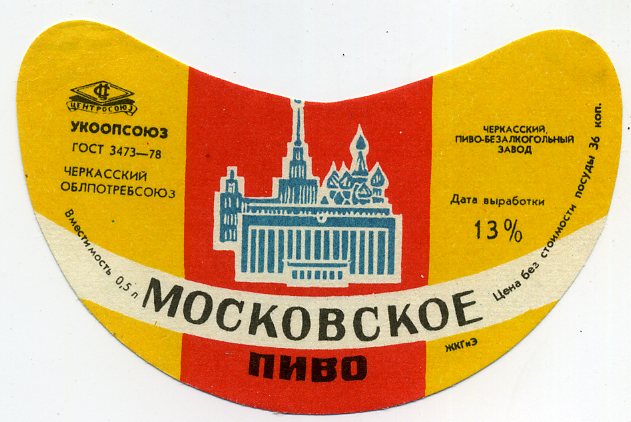 ЦЕНТРОСОЮЗ
УКООПСОЮЗ
ГОСТ 3473—78
ЧЕРКАССКИЙ
ОБЛПОТРЕБСОЮЗ
Вместимость 0,5 л
МОСКОВСКОЕ
ПИВО
ЧЕРКАССКИЙ
ПИВО-БЕЗАЛКОГОЛЬНЫЙ
ЗАВОД
Дата выработки
13%
Цена без стоимости посуды 36 коп.
ЖКГиЭ